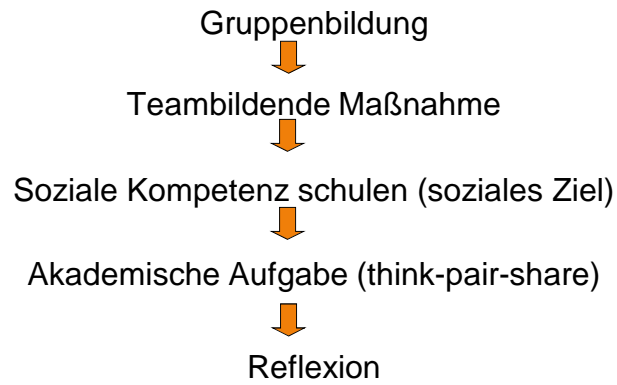 Gruppenbildung
Teambildende Maßnahme
Soziale Kompetenz schulen (soziales Ziel)
Akademische Aufgabe (think-pair-share)
Reflexion